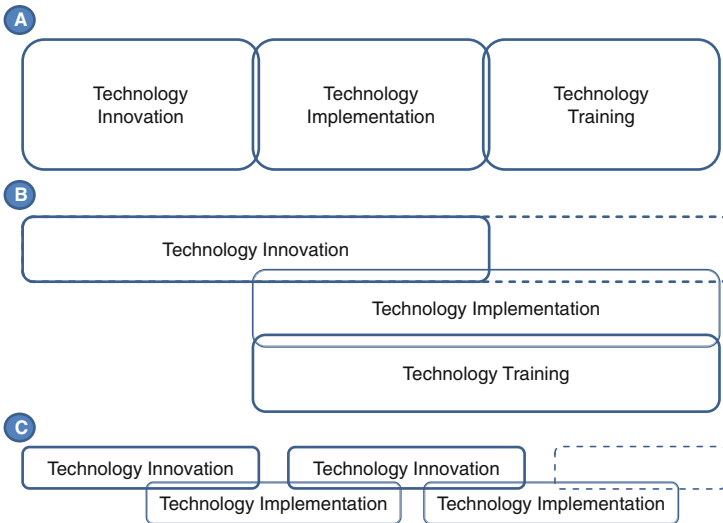 A
Technology
Innovation
Technology
Implementation
Technology
Training
B
Technology Innovation
Technology Implementation
Technology Training
C
Technology Innovation
Technology Innovation
Technology Implementation
Technology Implementation